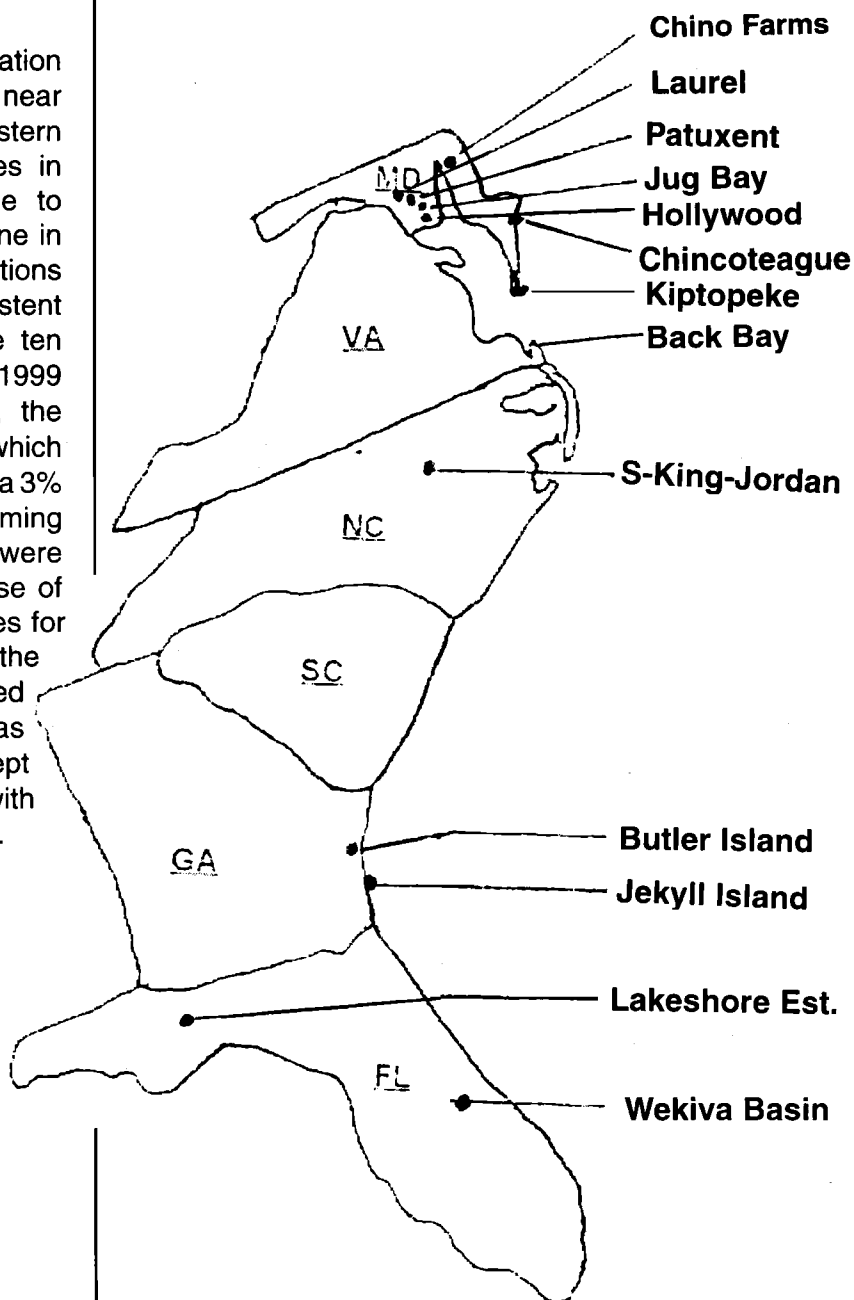 ation
near
stern
es in
e to
ne in
tions
stent
e ten
1999
the
which
a 3%
ming
were
se of
es for
the
ed
as
ept
with
.
Chino Farms
Laurel
Patuxent
Jug Bay
Hollywood
Chincoteague
Kiptopeke
Back Bay
S-King-Jordan
Butler Island
Jekyll Island
Lakeshore Est.
Wekiva Basin
MD
VA
NC
SC
GA
FL